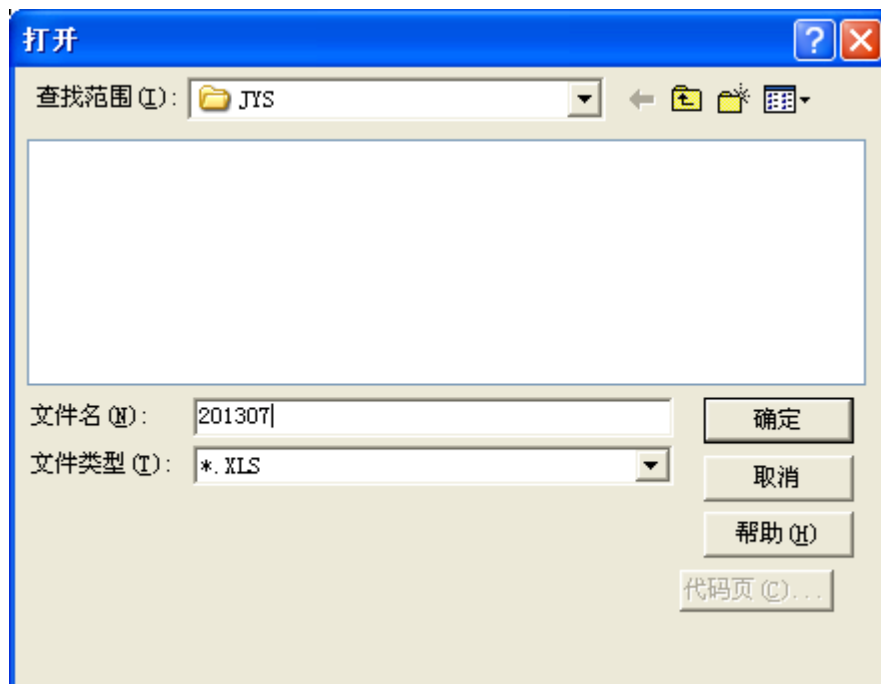 打开
查找范围(I): JYS
文件名(N): 201307
确定
文件类型(T): *.XLS
取消
帮助(H)
代码页(C)...